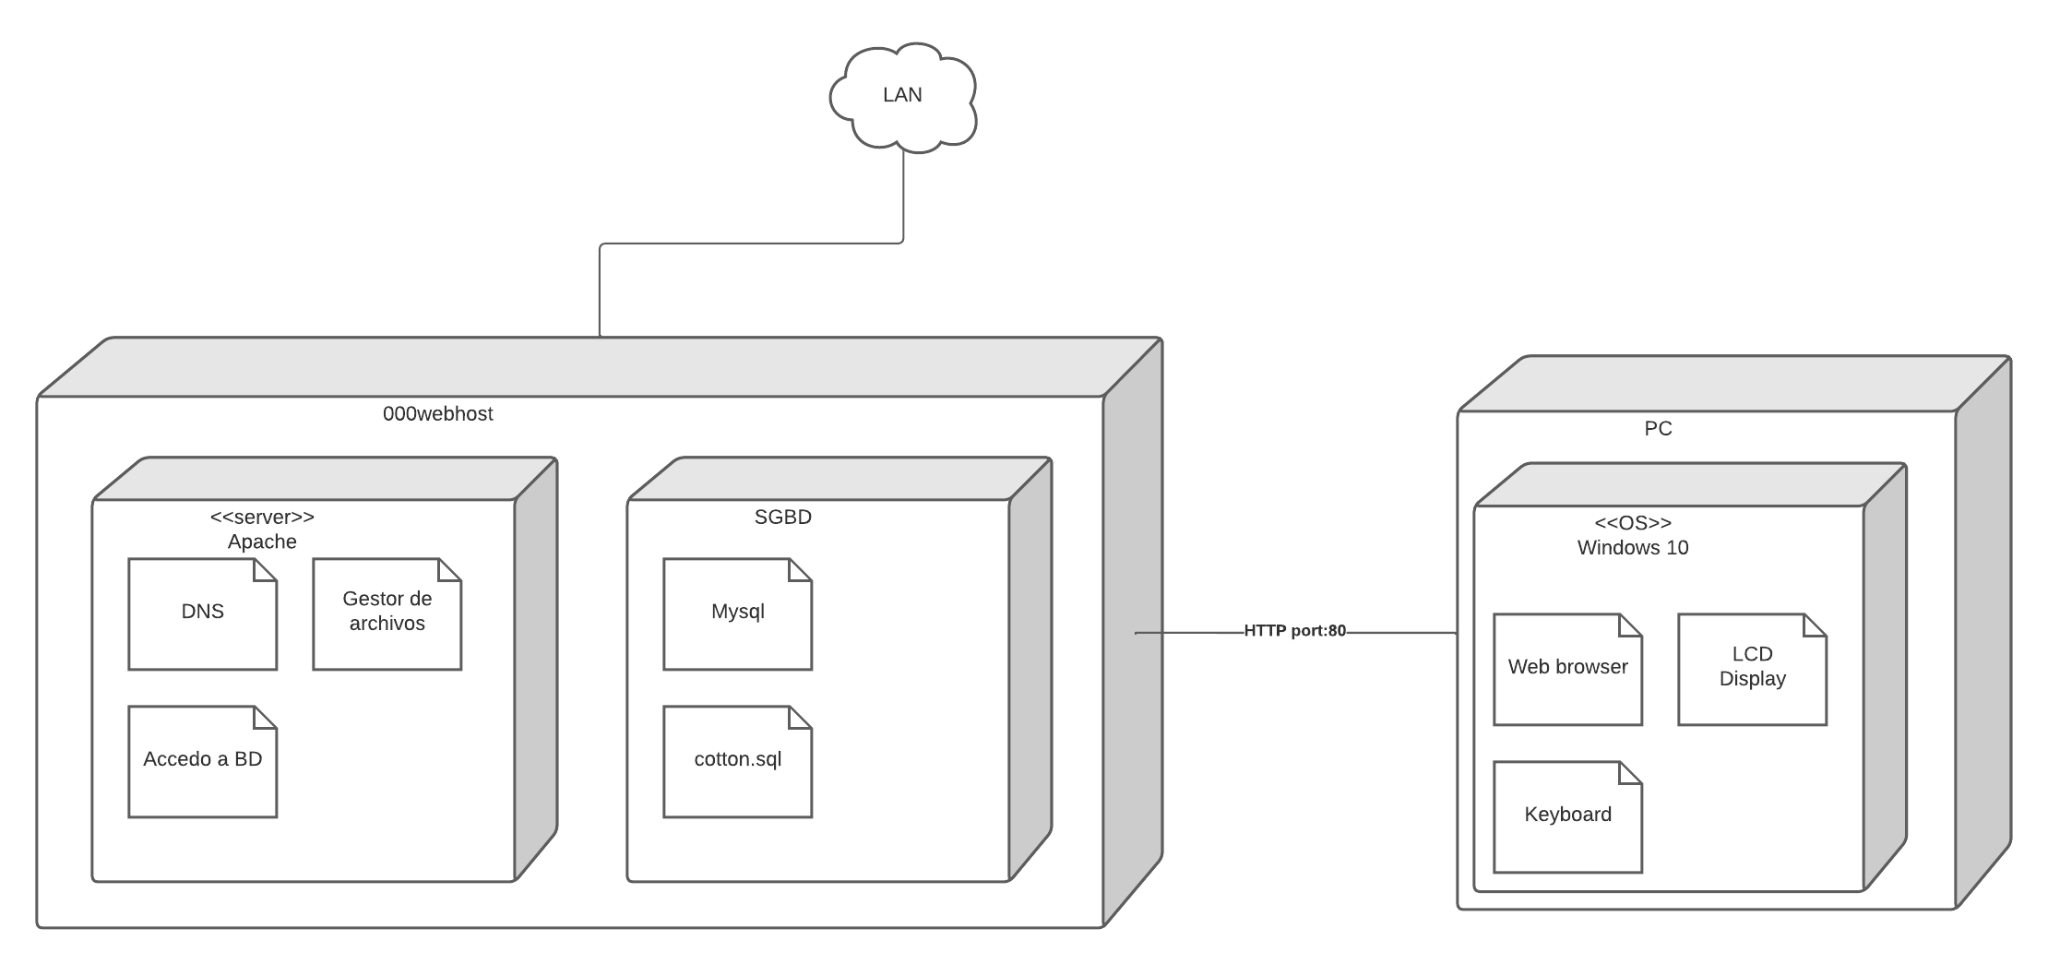 LAN
000webhost
<<server>>
Apache
DNS
Gestor de
archivos
Accedo a BD
SGBD
Mysql
cotton.sql
HTTP port:80
PC
<<OS>>
Windows 10
Web browser
LCD
Display
Keyboard